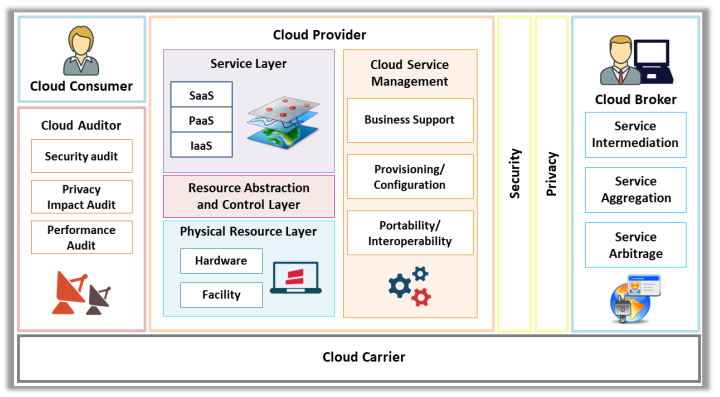 Cloud Consumer
Cloud Auditor
Security audit
Privacy
Impact Audit
Performance
Audit
Cloud Provider
Service Layer
SaaS
PaaS
IaaS
Resource Abstraction
and Control Layer
Physical Resource Layer
Hardware
Facility
Cloud Service
Management
Business Support
Provisioning/
Configuration
Portability/
Interoperability
Security
Privacy
Cloud Broker
Service
Intermediation
Service
Aggregation
Service
Arbitrage
Cloud Carrier